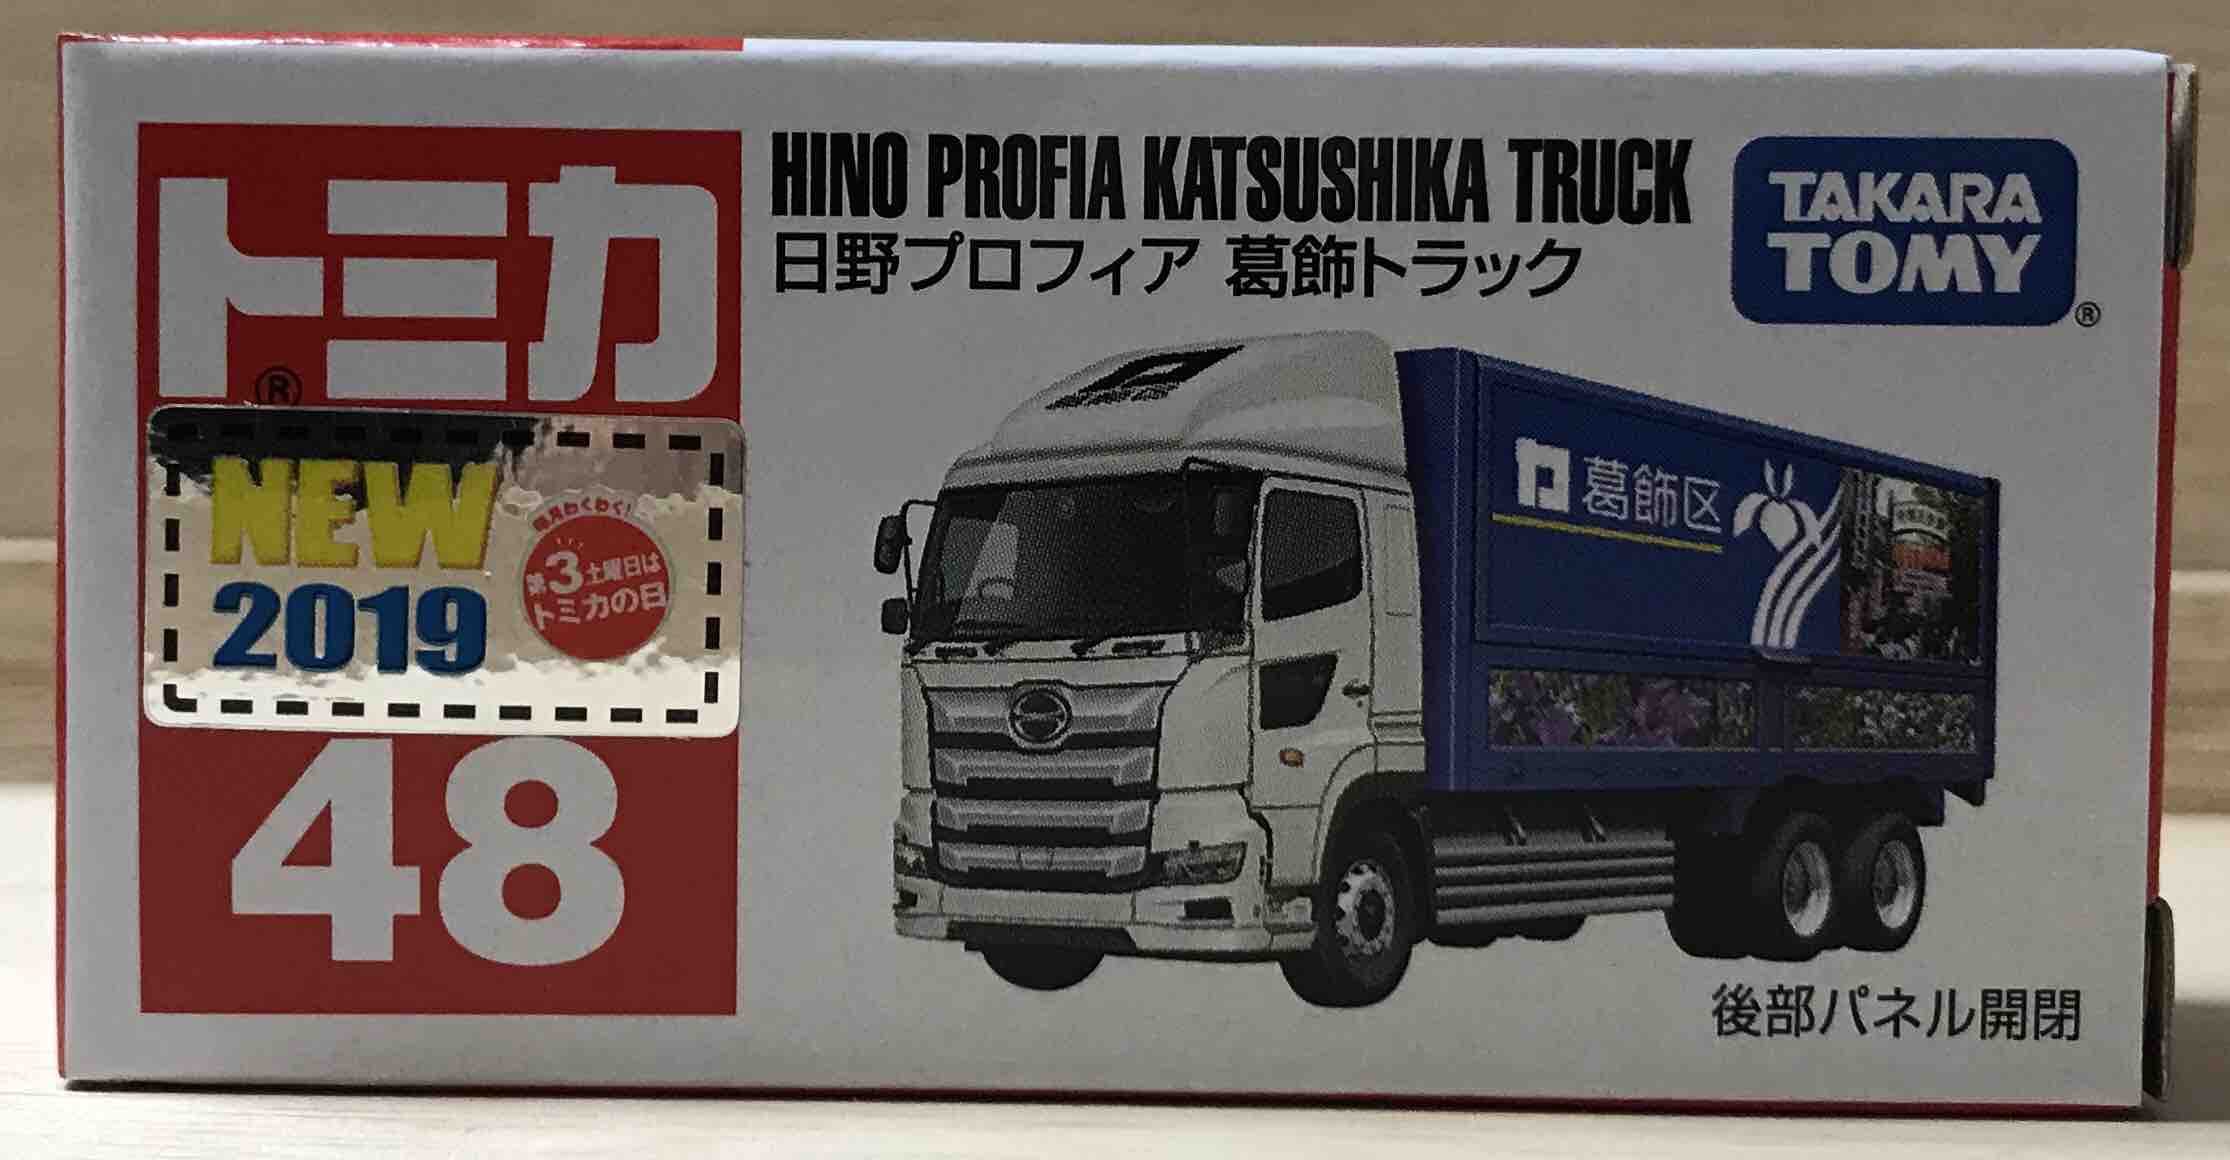 トミカ
®
NEW
2019
毎月わくわく!
第3土曜日は
トミカの日
48
HINO PROFIA KATSUSHIKA TRUCK
日野プロフィア 葛飾トラック
TAKARA
TOMY
®
葛飾区
後部パネル開閉